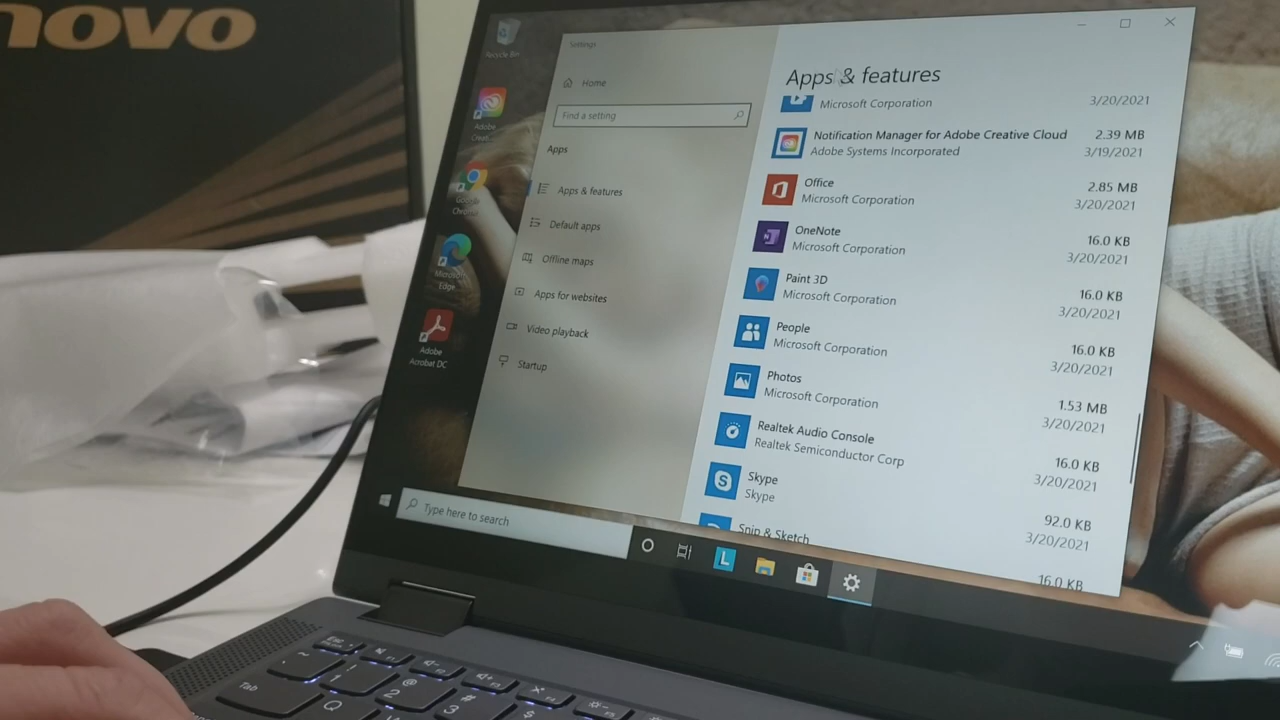 novo
Recycle Bin
Adobe
Creati...
Google
Chrome
Microsoft
Edge
Adobe
Acrobat DC
Settings
Home
Find a setting
Apps
Apps & features
Default apps
Offline maps
Apps for websites
Video playback
Startup
Apps & features
Microsoft Corporation
3/20/2021
Notification Manager for Adobe Creative Cloud
2.39 MB
Adobe Systems Incorporated
3/19/2021
Office
2.85 MB
Microsoft Corporation
3/20/2021
OneNote
16.0 KB
Microsoft Corporation
3/20/2021
Paint 3D
16.0 KB
Microsoft Corporation
3/20/2021
People
16.0 KB
Microsoft Corporation
3/20/2021
Photos
1.53 MB
Microsoft Corporation
3/20/2021
Realtek Audio Console
16.0 KB
Realtek Semiconductor Corp
3/20/2021
Skype
92.0 KB
Skype
3/20/2021
Snip & Sketch
16.0 KB
Type here to search
L
Esc
Tab
~
!
1
@
2
#
3
$
Q